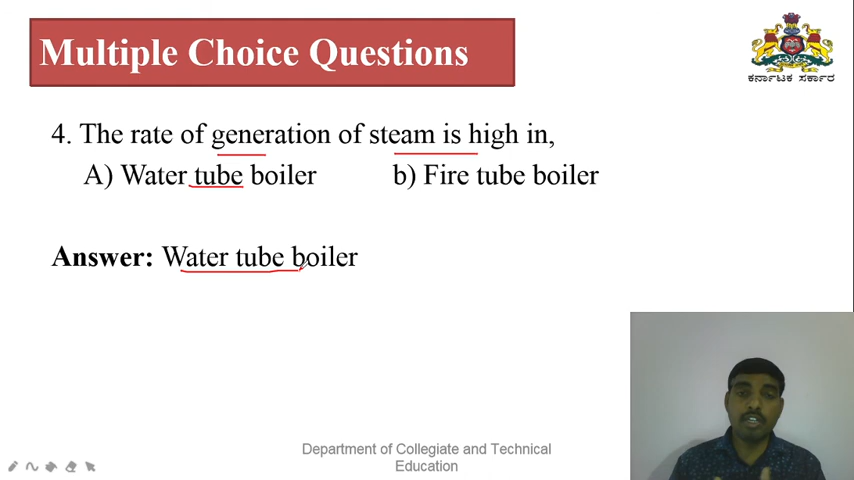 Multiple Choice Questions
ಕರ್ನಾಟಕ ಸರ್ಕಾರ
4. The rate of generation of steam is high in,
A) Water tube boiler b) Fire tube boiler
Answer: Water tube boiler
Department of Collegiate and Technical
Education